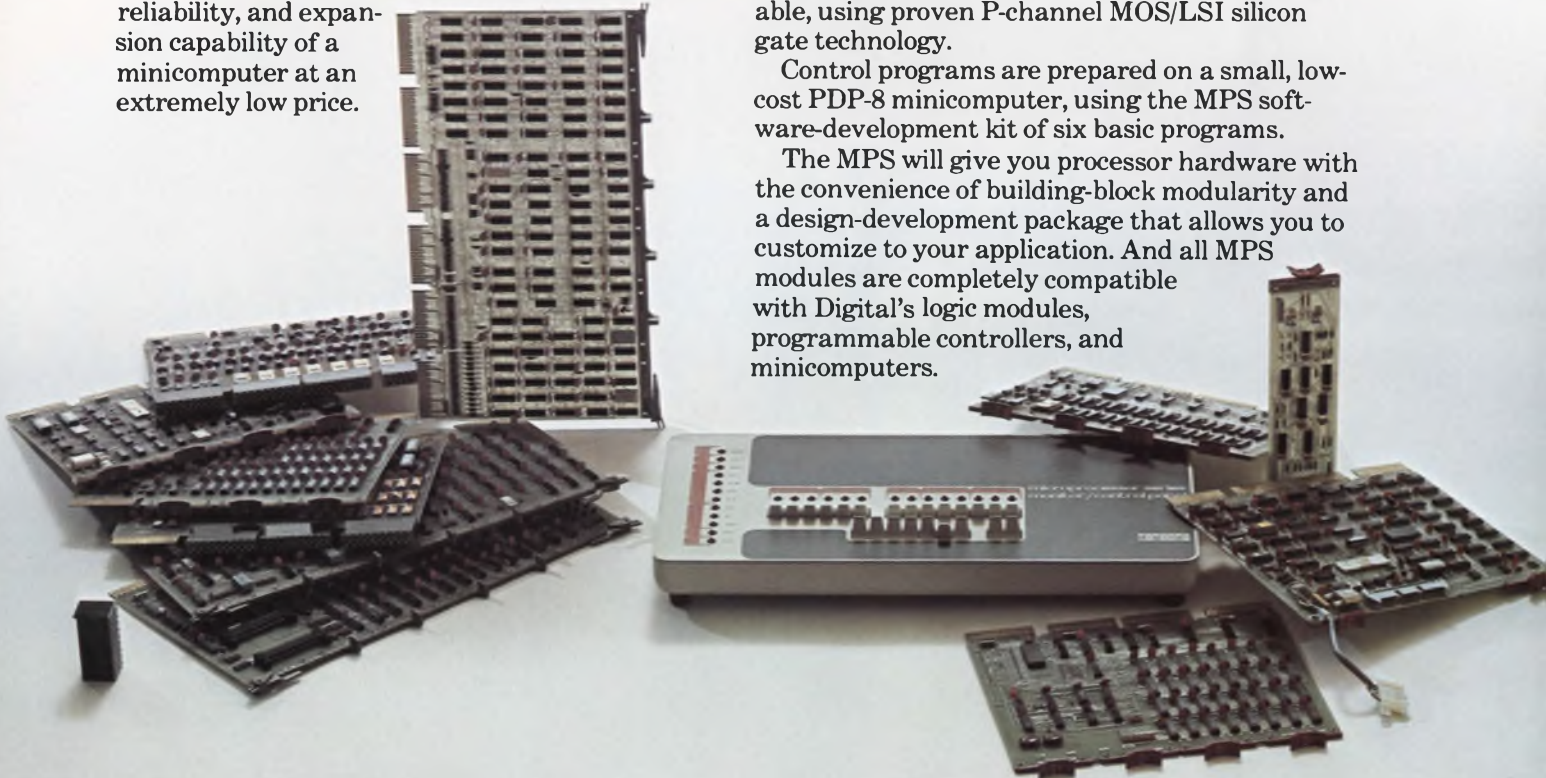 reliability, and expan-
sion capability of a
minicomputer at an
extremely low price.
able, using proven P-channel MOS/LSI silicon
gate technology.
Control programs are prepared on a small, low-
cost PDP-8 minicomputer, using the MPS soft-
ware-development kit of six basic programs.
The MPS will give you processor hardware with
the convenience of building-block modularity and
a design-development package that allows you to
customize to your application. And all MPS
modules are completely compatible
with Digital's logic modules,
programmable controllers, and
minicomputers.